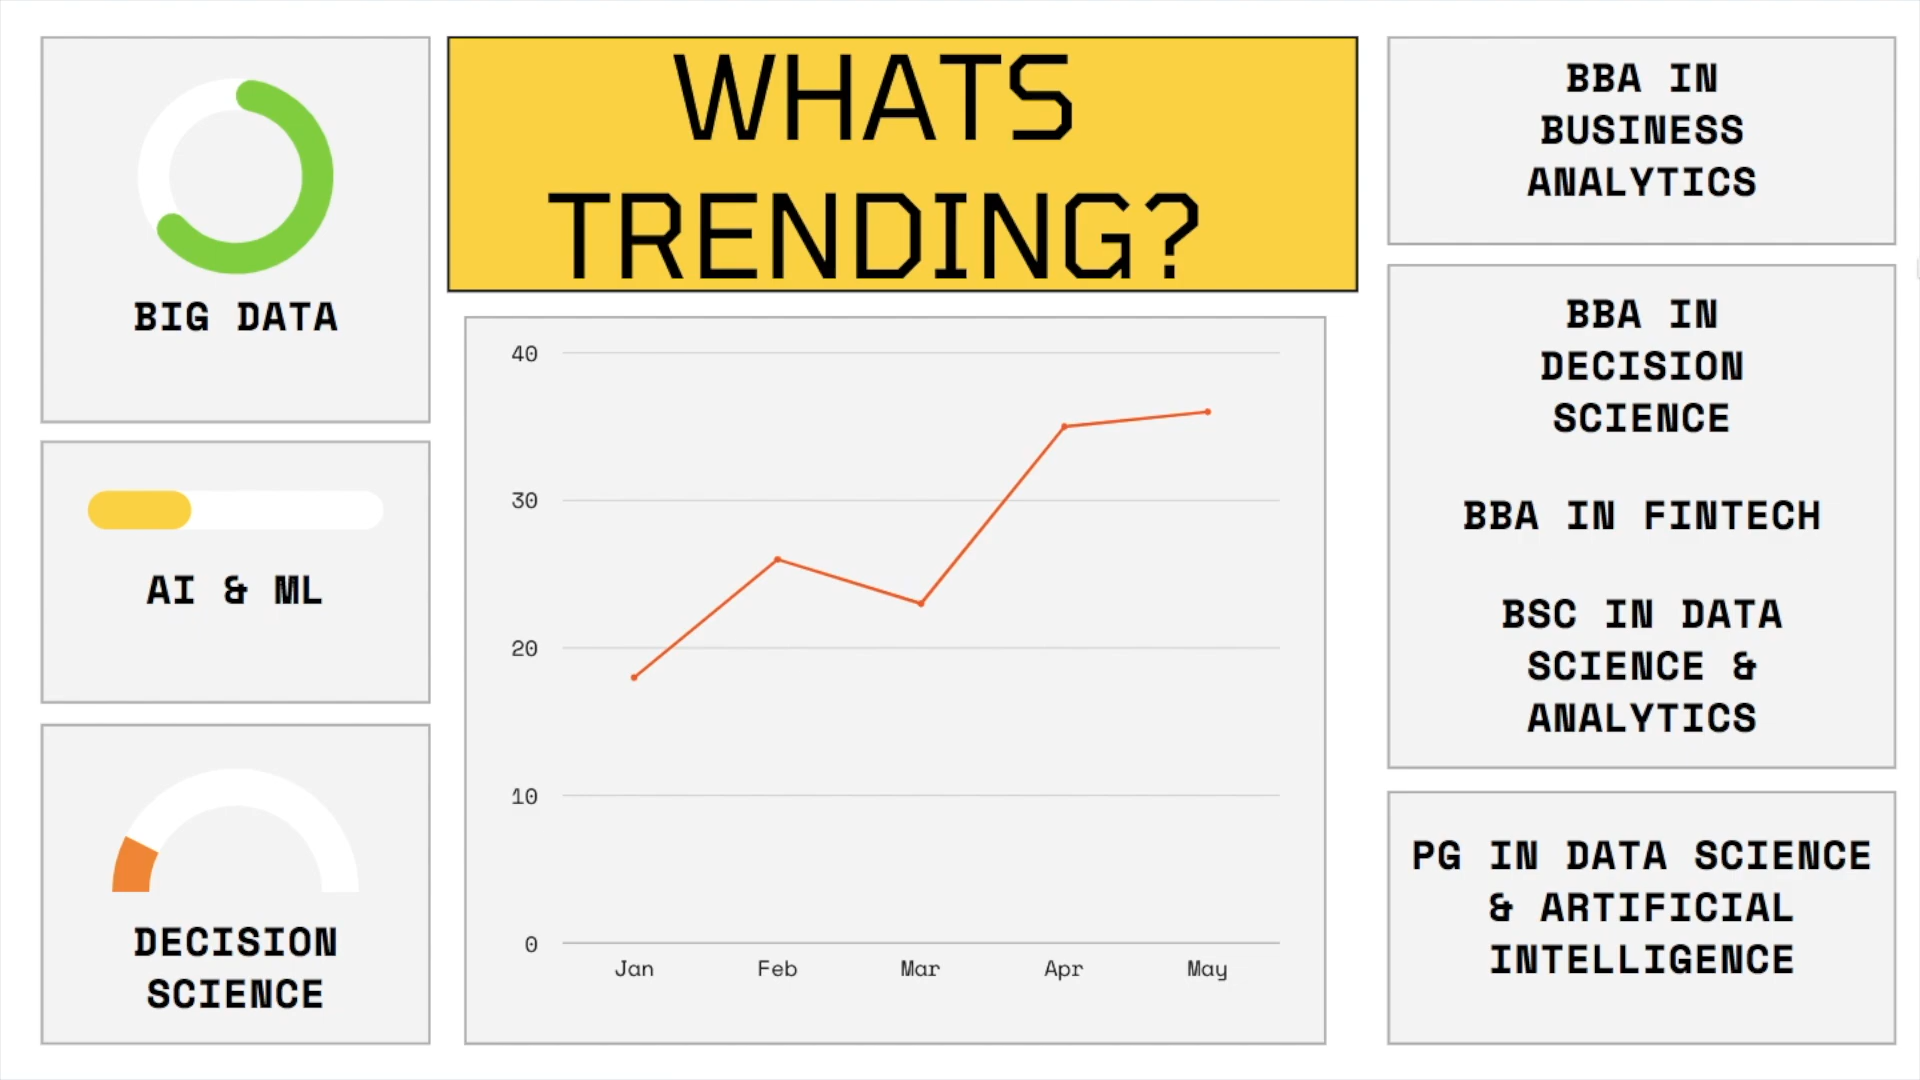 BIG DATA
AI & ML
DECISION
SCIENCE
WHATS
TRENDING?
40
30
20
10
0
Jan Feb Mar Apr May
BBA IN
BUSINESS
ANALYTICS
BBA IN
DECISION
SCIENCE
BBA IN FINTECH
BSC IN DATA
SCIENCE &
ANALYTICS
PG IN DATA SCIENCE
& ARTIFICIAL
INTELLIGENCE